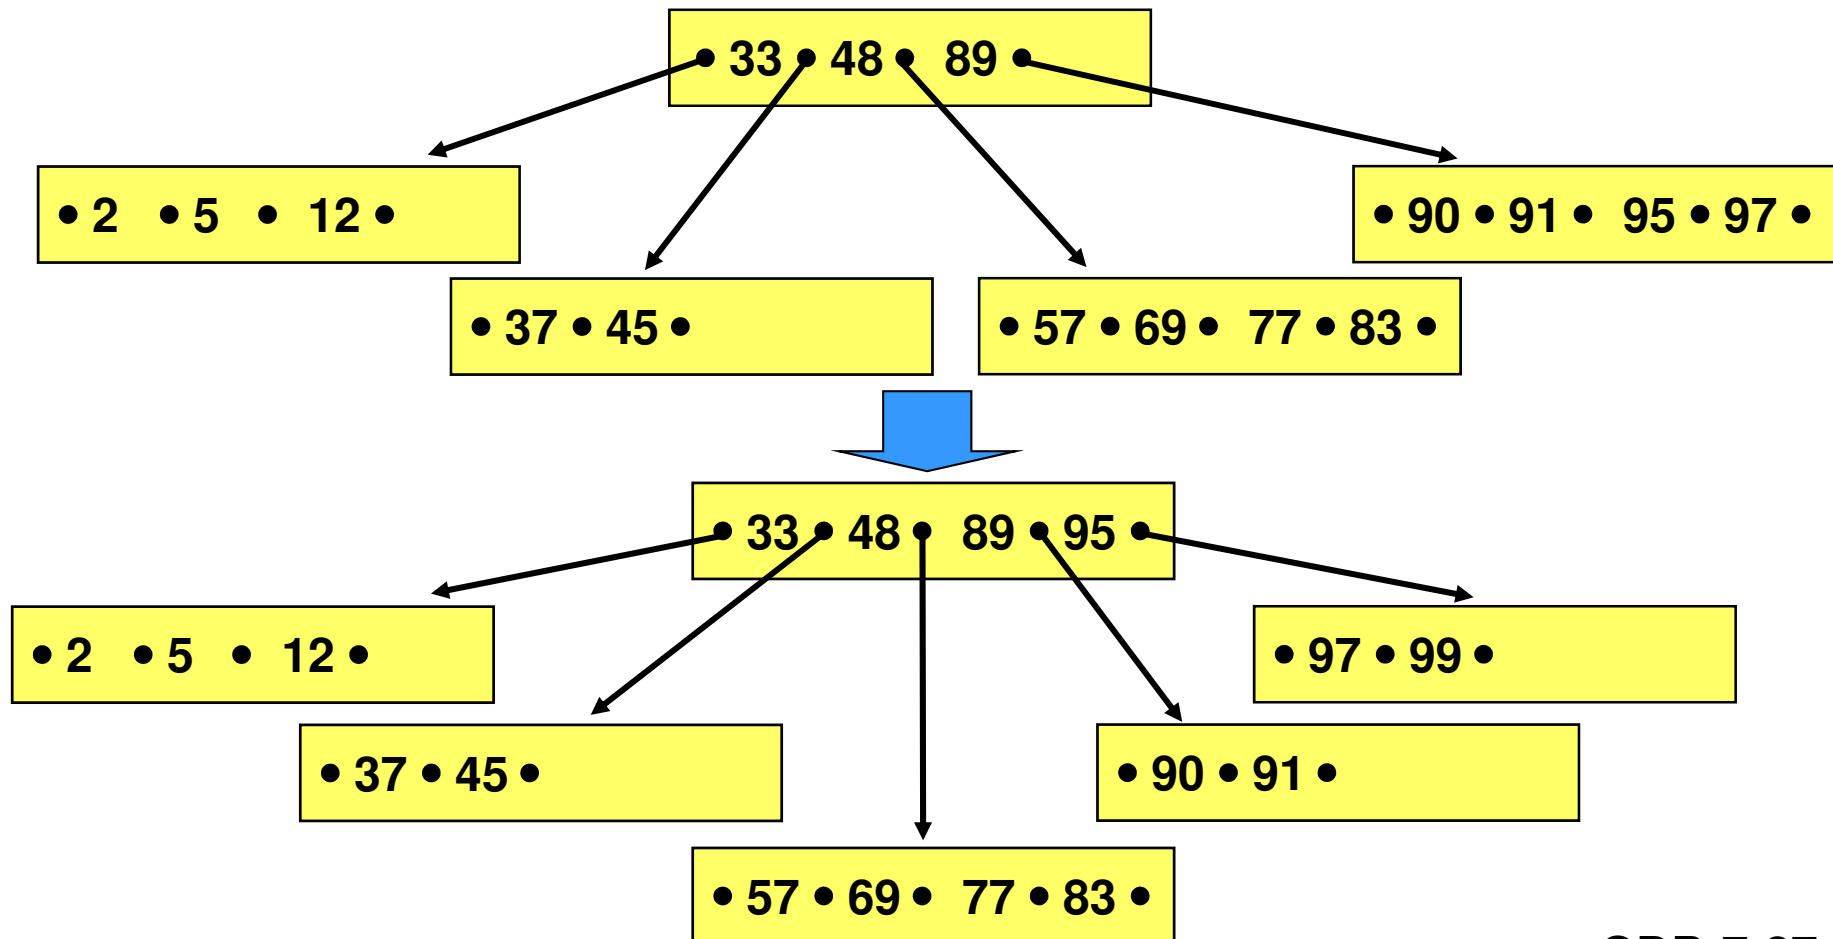 • 33 • 48 • 89 •
• 2 • 5 • 12 •
• 90 • 91 • 95 • 97 •
• 37 • 45 •
• 57 • 69 • 77 • 83 •
• 33 • 48 • 89 • 95 •
• 2 • 5 • 12 •
• 97 • 99 •
• 37 • 45 •
• 90 • 91 •
• 57 • 69 • 77 • 83 •